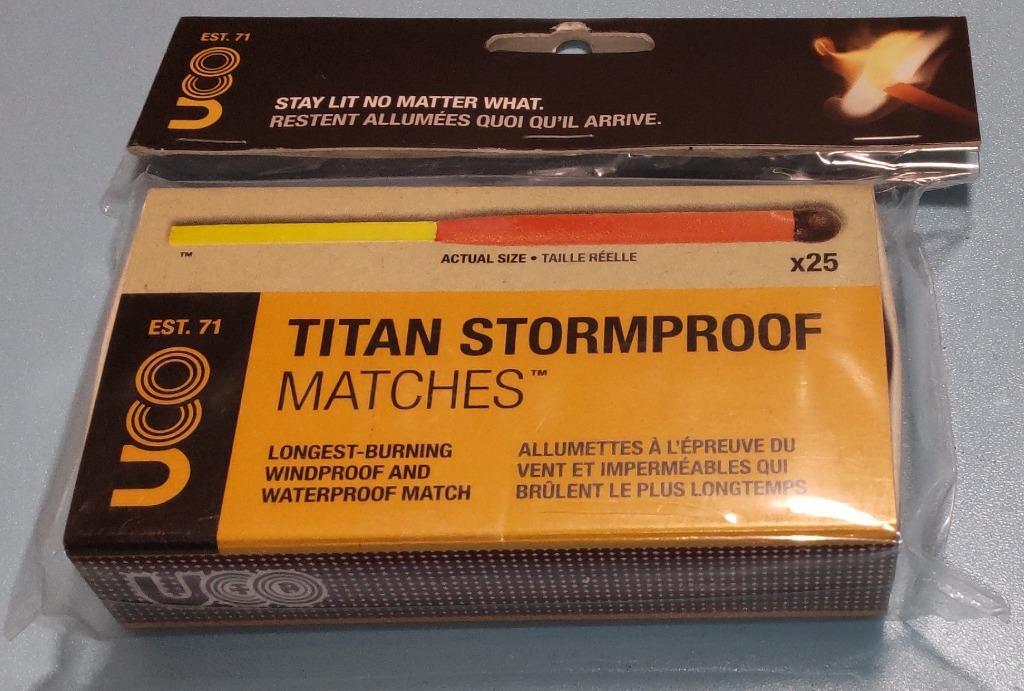 EST. 71
UCO
STAY LIT NO MATTER WHAT.
RESTENT ALLUMÉES QUOI QU'IL ARRIVE.
™
ACTUAL SIZE • TAILLE RÉELLE
x25
EST. 71
UCO
TITAN STORMPROOF
MATCHES™
LONGEST-BURNING
WINDPROOF AND
WATERPROOF MATCH
ALLUMETTES À L'ÉPREUVE DU
VENT ET IMPERMÉABLES QUI
BRÛLENT LE PLUS LONGTEMPS
UCO